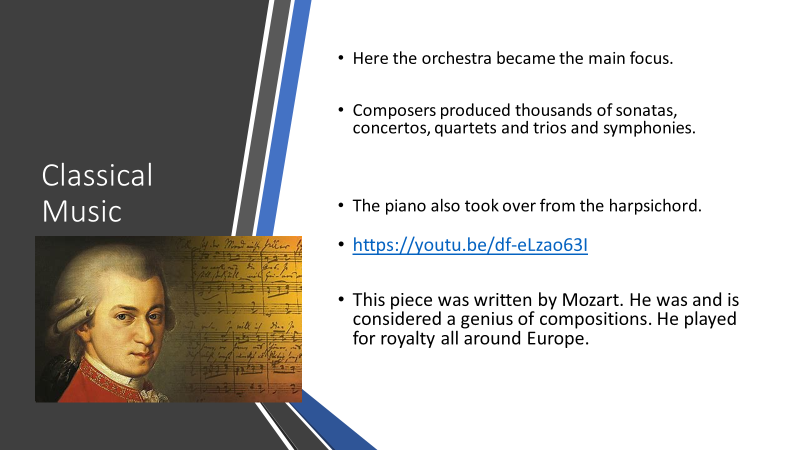 Classical
Music
• Here the orchestra became the main focus.
• Composers produced thousands of sonatas,
concertos, quartets and trios and symphonies.
• The piano also took over from the harpsichord.
• https://youtu.be/df-eLzao63I
• This piece was written by Mozart. He was and is
considered a genius of compositions. He played
for royalty all around Europe.